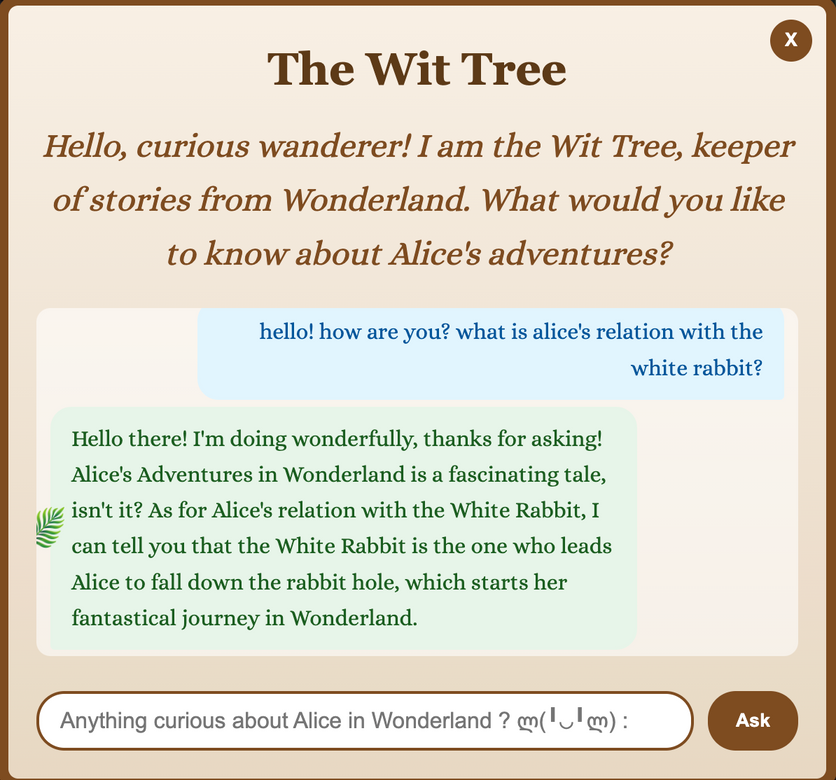 X
The Wit Tree
Hello, curious wanderer! I am the Wit Tree, keeper
of stories from Wonderland. What would you like
to know about Alice's adventures?
hello! how are you? what is alice's relation with the
white rabbit?
Hello there! I'm doing wonderfully, thanks for asking!
Alice's Adventures in Wonderland is a fascinating tale,
isn't it? As for Alice's relation with the White Rabbit, I
can tell you that the White Rabbit is the one who leads
Alice to fall down the rabbit hole, which starts her
fantastical journey in Wonderland.
Anything curious about Alice in Wonderland ? ლ(╹◡╹ლ) :
Ask